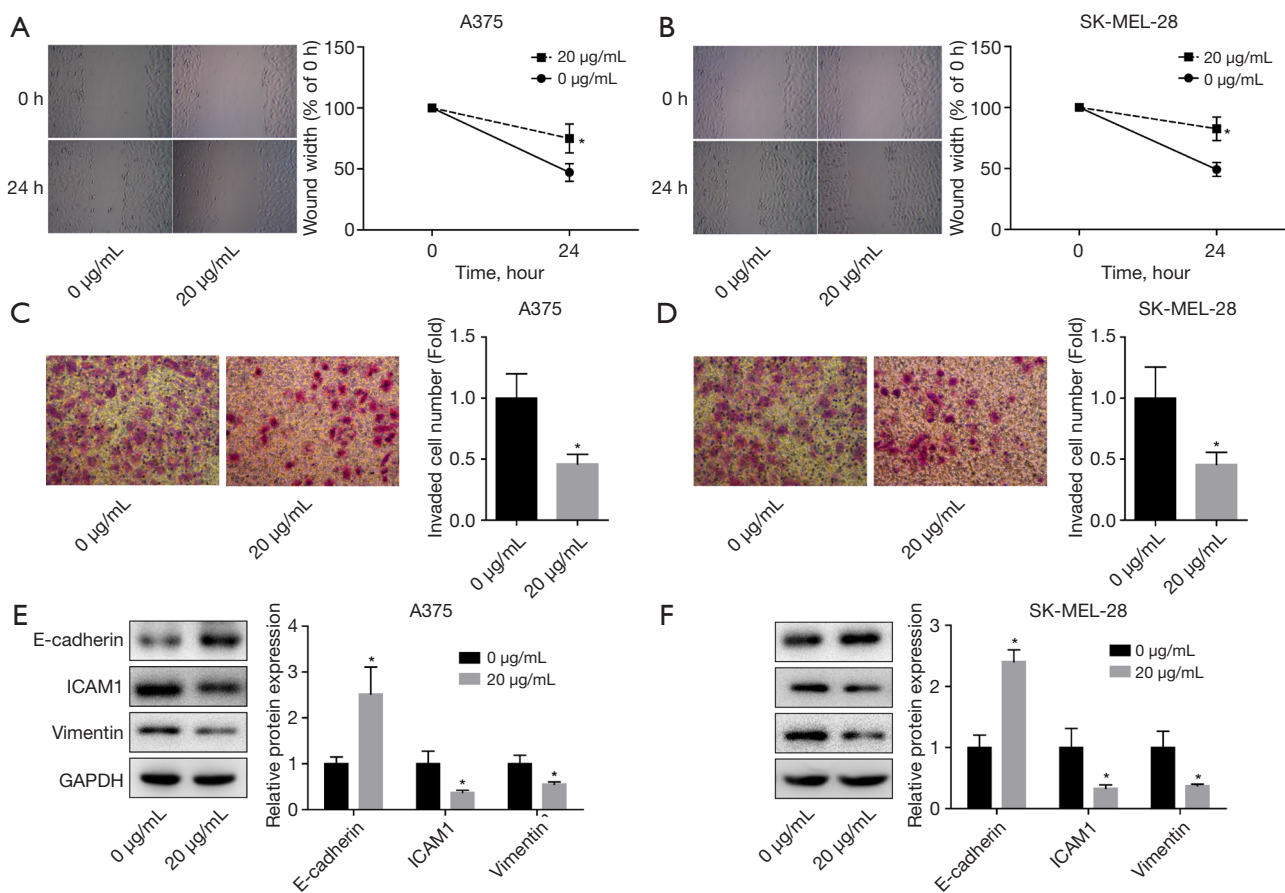 A
A375
0 h
24 h
0 µg/mL
20 µg/mL
Wound width (% of 0 h)
150
100
50
0
20 µg/mL
0 µg/mL
*
0
24
Time, hour
B
SK-MEL-28
0 h
24 h
0 µg/mL
20 µg/mL
Wound width (% of 0 h)
150
100
50
0
20 µg/mL
0 µg/mL
*
0
24
Time, hour
C
A375
0 µg/mL
20 µg/mL
Invaded cell number (Fold)
1.5
1.0
0.5
0.0
*
0 µg/mL
20 µg/mL
D
SK-MEL-28
0 µg/mL
20 µg/mL
Invaded cell number (Fold)
1.5
1.0
0.5
0.0
*
0 µg/mL
20 µg/mL
E
A375
E-cadherin
ICAM1
Vimentin
GAPDH
0 µg/mL
20 µg/mL
Relative protein expression
4
3
2
1
0
0 µg/mL
20 µg/mL
*
*
*
E-cadherin
ICAM1
Vimentin
F
SK-MEL-28
0 µg/mL
20 µg/mL
Relative protein expression
3
2
1
0
0 µg/mL
20 µg/mL
*
*
*
E-cadherin
ICAM1
Vimentin